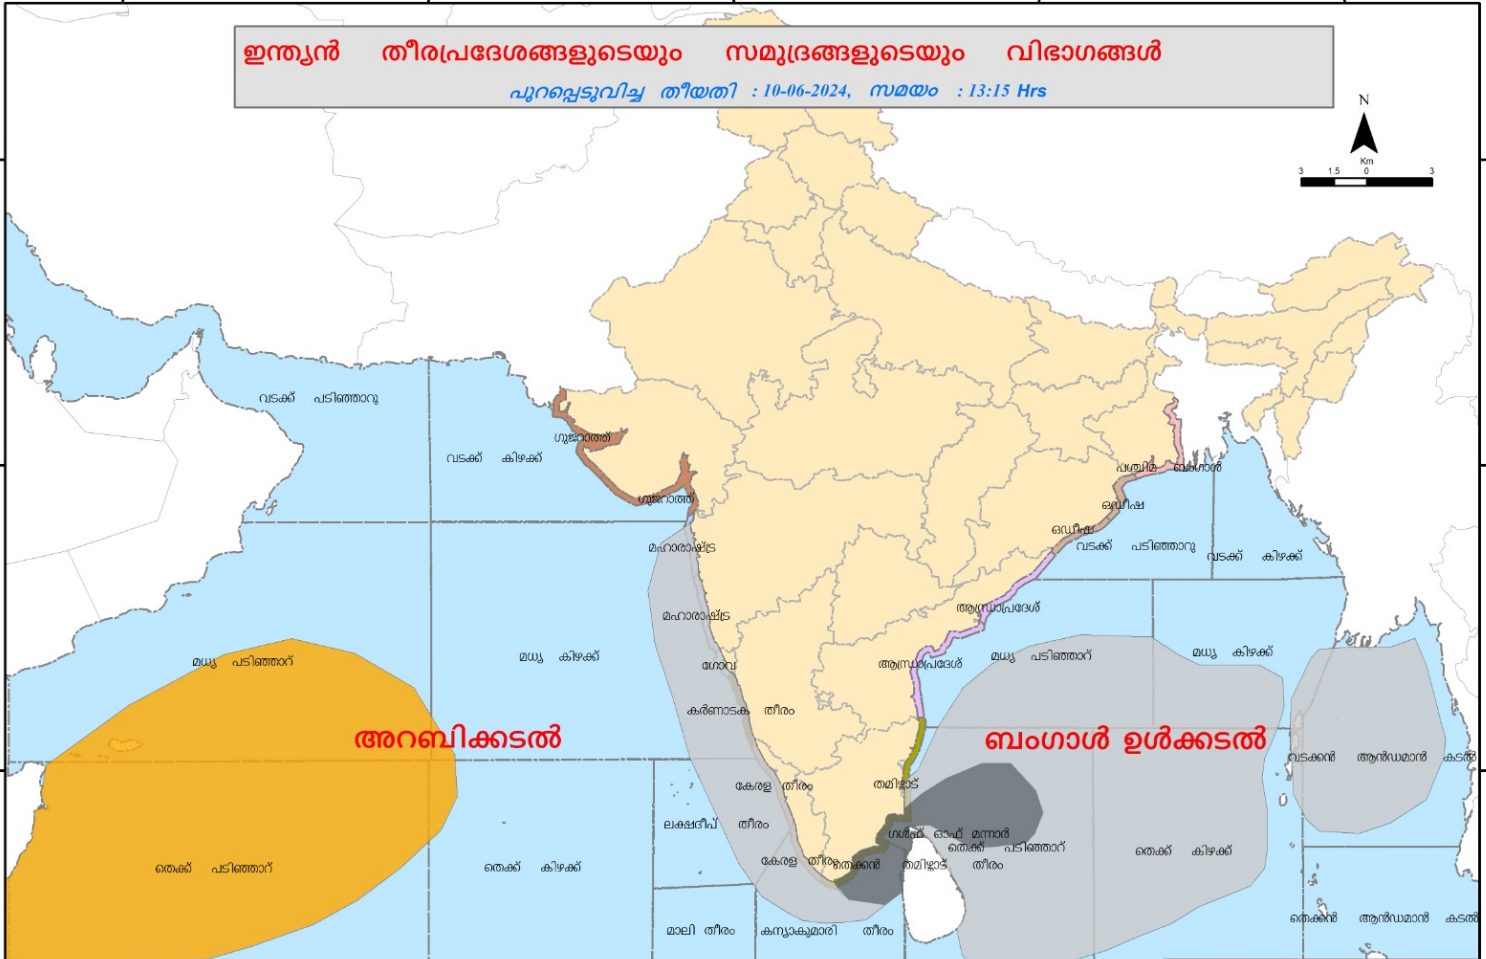 ഇന്ത്യൻ തീരപ്രദേശങ്ങളുടെയും സമുദ്രങ്ങളുടെയും വിഭാഗങ്ങൾ
പുറപ്പെടുവിച്ച തീയതി : 10-06-2024, സമയം : 13:15 Hrs
N
Km
3 1.5 0 3
വടക്ക് പടിഞ്ഞാറു
ഗുജറാത്ത്
വടക്ക് കിഴക്ക്
പശ്ചിമ ബംഗാൾ
ഗുജറാത്ത്
ഒഡീഷ
ഒഡീഷ
മഹാരാഷ്ട്ര
വടക്ക് പടിഞ്ഞാറു
വടക്ക് കിഴക്ക്
ആന്ധ്രാപ്രദേശ്
മഹാരാഷ്ട്ര
മധ്യ പടിഞ്ഞാറ്
മധ്യ കിഴക്ക്
ഗോവ
ആന്ധ്രാപ്രദേശ്
മധ്യ പടിഞ്ഞാറ്
മധ്യ കിഴക്ക്
കർണാടക തീരം
അറബിക്കടൽ
ബംഗാൾ ഉൾക്കടൽ
വടക്കൻ ആൻഡമാൻ കടൽ
കേരള തീരം
തമിഴ്നാട്
ലക്ഷദീപ് തീരം
ഗൾഫ് ഓഫ് മന്നാർ
തെക്ക് പടിഞ്ഞാറ്
തെക്ക് കിഴക്ക്
തെക്ക് പടിഞ്ഞാറ്
തെക്ക് കിഴക്ക്
കേരള തീരം
തെക്കൻ തമിഴ്നാട് തീരം
തെക്കൻ ആൻഡമാൻ കടൽ
മാലി തീരം
കന്യാകുമാരി തീരം